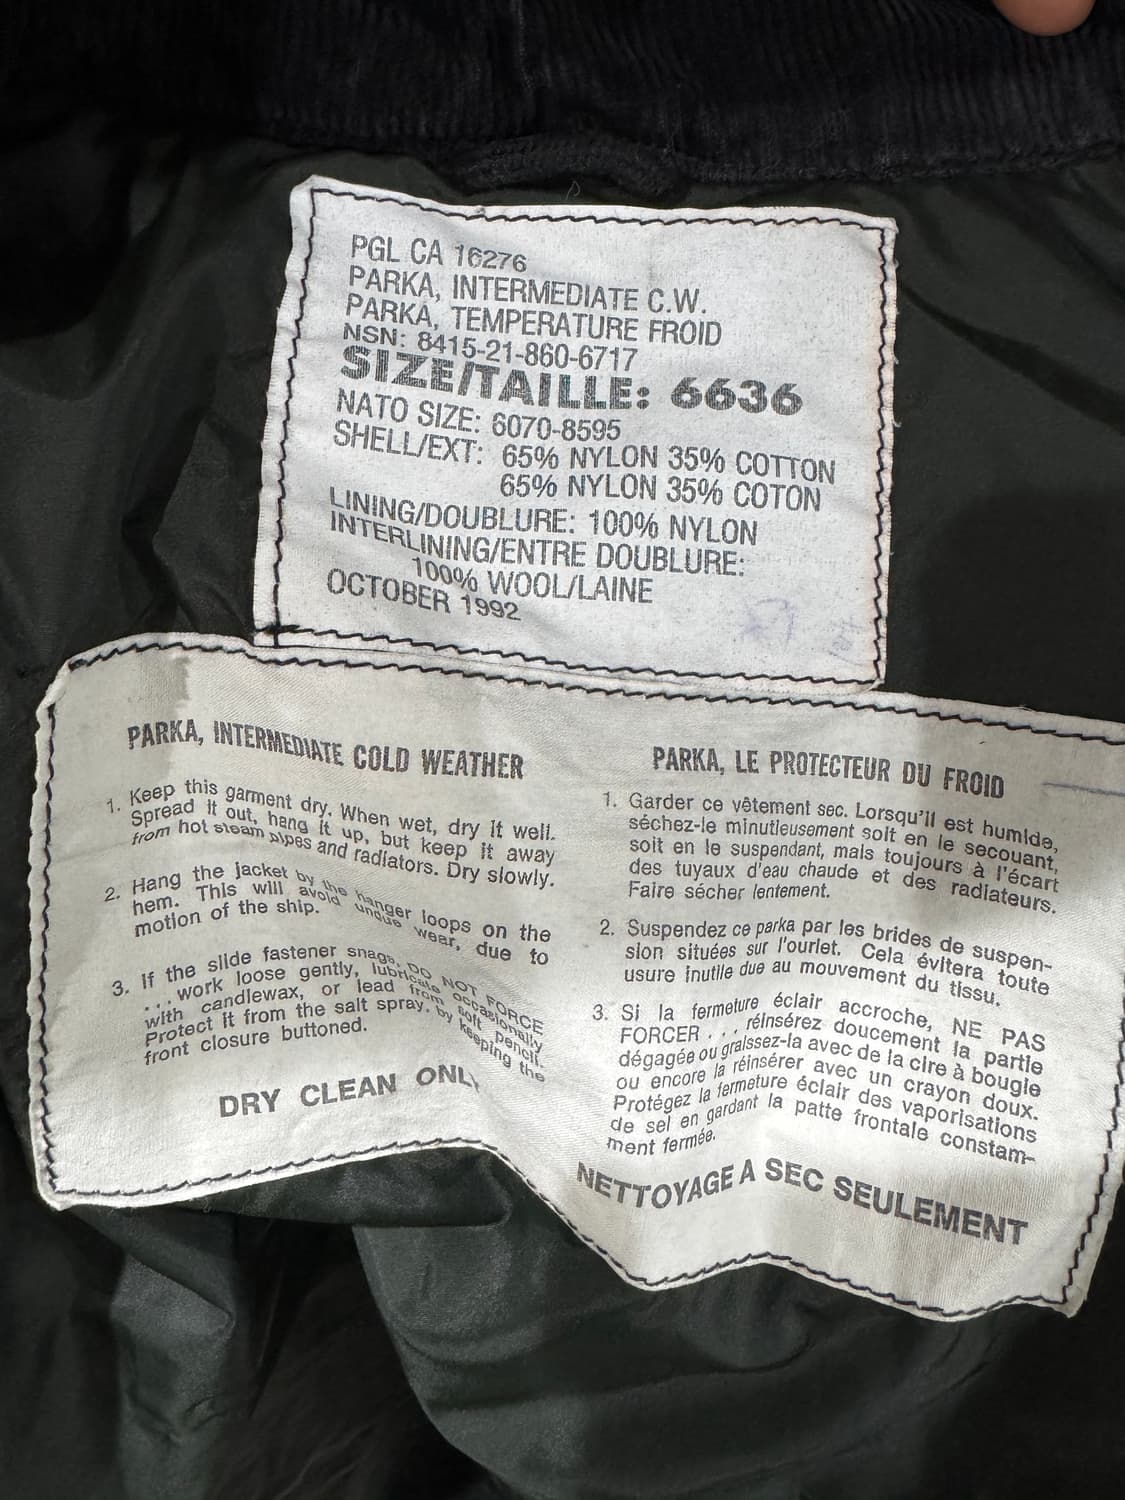 PGL CA 16276
PARKA, INTERMEDIATE C.W.
PARKA, TEMPERATURE FROID
NSN: 8415-21-860-6717
SIZE/TAILLE: 6636
NATO SIZE: 6070-8595
SHELL/EXT: 65% NYLON 35% COTTON
65% NYLON 35% COTON
LINING/DOUBLURE: 100% NYLON
INTERLINING/ENTRE DOUBLURE:
100% WOOL/LAINE
OCTOBER 1992
PARKA, INTERMEDIATE COLD WEATHER
1. Keep this garment dry. When wet, dry it well.
Spread it out, hang it up, but keep it away
from hot steam pipes and radiators. Dry slowly.
2. Hang the jacket by the hanger loops on the
hem. This will avoid undue wear, due to
motion of the ship.
3. If the slide fastener snags, DO NOT FORCE
. . . work loose gently, lubricate occasionally
with candlewax, or lead from soft pencil.
Protect it from the salt spray. by keeping the
front closure buttoned.
DRY CLEAN ONLY
PARKA, LE PROTECTEUR DU FROID
1. Garder ce vêtement sec. Lorsqu'il est humide,
séchez-le minutieusement soit en le secouant,
soit en le suspendant, mais toujours à l'écart
des tuyaux d'eau chaude et des radiateurs.
Faire sécher lentement.
2. Suspendez ce parka par les brides de suspen-
sion situées sur l'ourlet. Cela évitera toute
usure inutile due au mouvement du tissu.
3. Si la fermeture éclair accroche, NE PAS
FORCER . . . réinsérez doucement la partie
dégagée ou graissez-la avec de la cire à bougie
ou encore la réinsérer avec un crayon doux.
Protégez la fermeture éclair des vaporisations
de sel en gardant la patte frontale constam-
ment fermée.
NETTOYAGE A SEC SEULEMENT